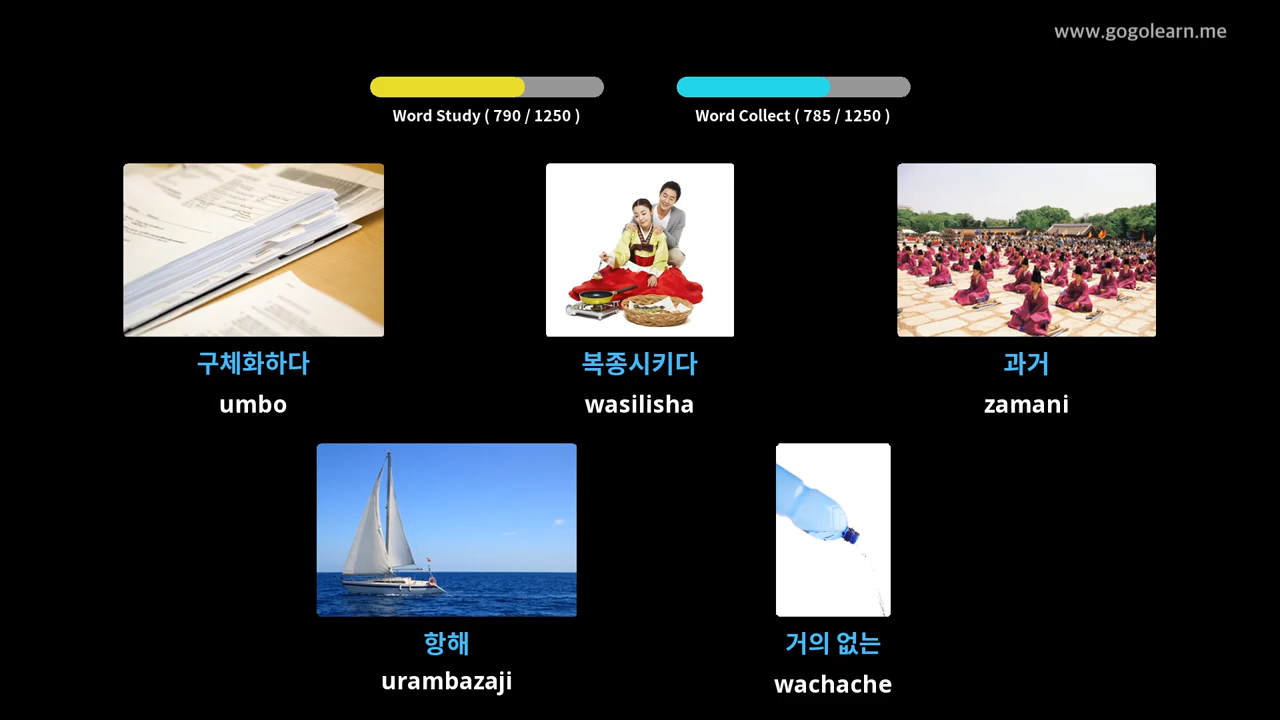 www.gogolearn.me
Word Study ( 790 / 1250 )
Word Collect ( 785 / 1250 )
구체화하다
umbo
복종시키다
wasilisha
과거
zamani
항해
urambazaji
거의 없는
wachache